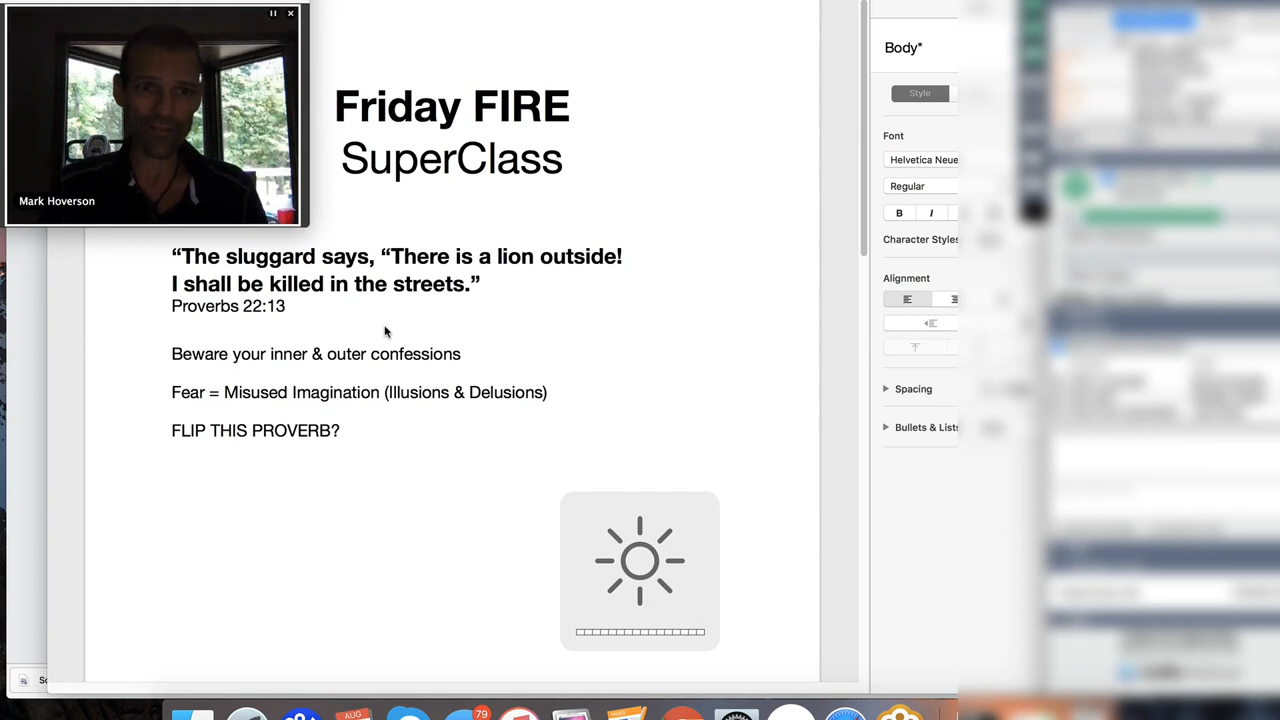 Mark Hoverson
Friday FIRE
SuperClass
“The sluggard says, “There is a lion outside!
I shall be killed in the streets.”
Proverbs 22:13
Beware your inner & outer confessions
Fear = Misused Imagination (Illusions & Delusions)
FLIP THIS PROVERB?
Body*
Style
Font
Helvetica Neue
Regular
B I
Character Styles
Alignment
Spacing
Bullets & Lists
Sc
AUG
79